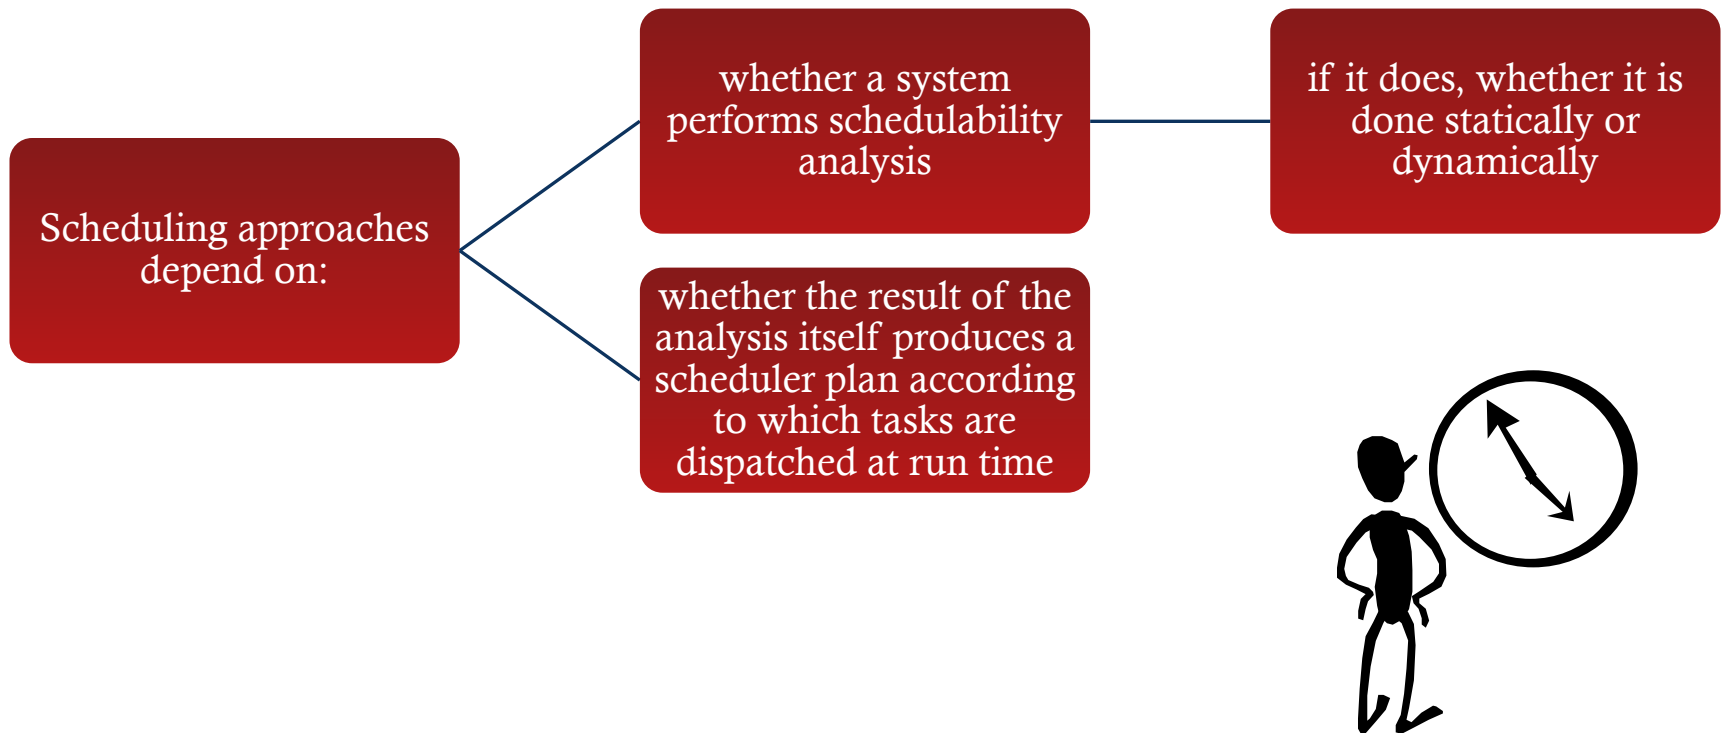 Scheduling approaches
depend on:
whether a system
performs schedulability
analysis
if it does, whether it is
done statically or
dynamically
whether the result of the
analysis itself produces a
scheduler plan according
to which tasks are
dispatched at run time